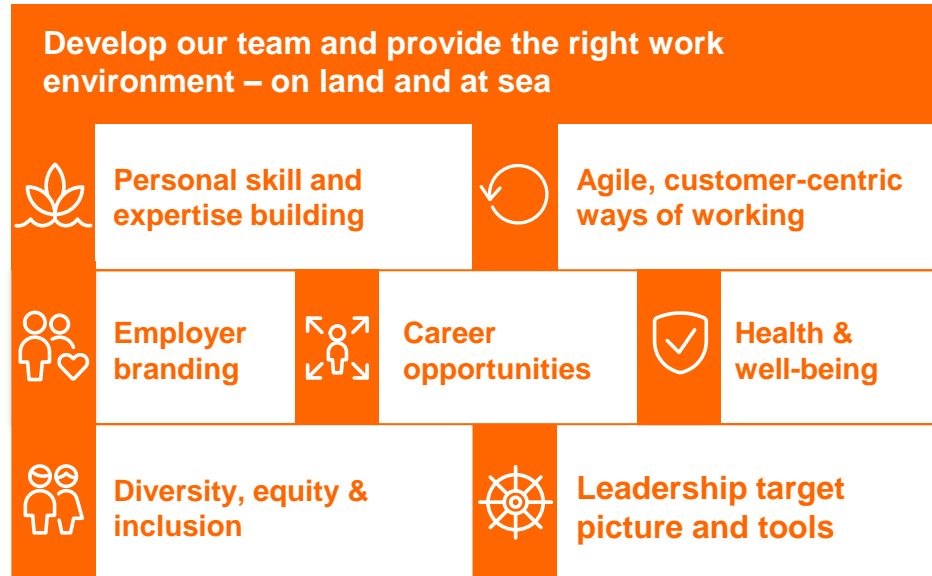 Develop our team and provide the right work
environment – on land and at sea
Personal skill and
expertise building
Agile, customer-centric
ways of working
Employer
branding
Career
opportunities
Health &
well-being
Diversity, equity &
inclusion
Leadership target
picture and tools